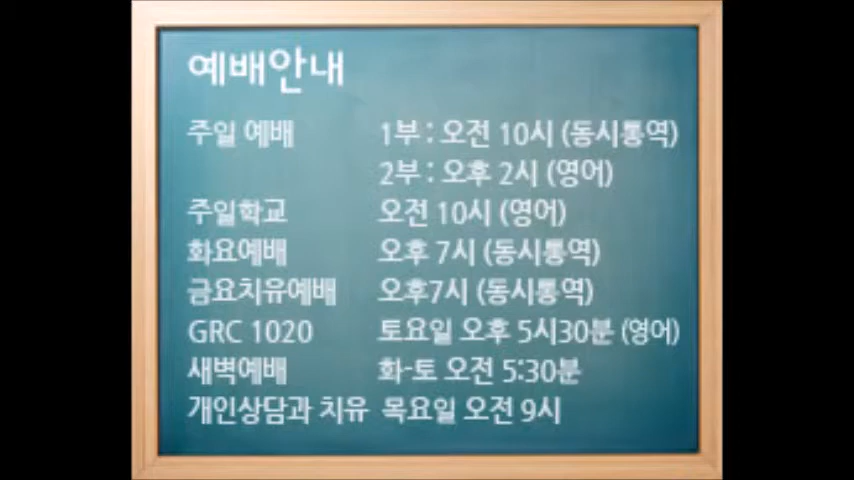 예배안내
주일 예배 1부 : 오전 10시 (동시통역)
2부 : 오후 2시 (영어)
주일학교 오전 10시 (영어)
화요예배 오후 7시 (동시통역)
금요치유예배 오후7시 (동시통역)
GRC 1020 토요일 오후 5시30분 (영어)
새벽예배 화-토 오전 5:30분
개인상담과 치유 목요일 오전 9시